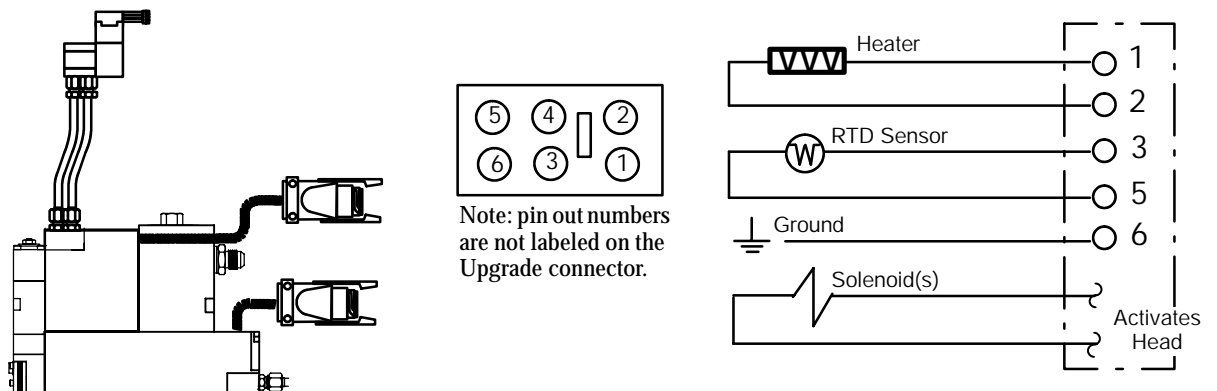 5 4 2
6 3 1
Note: pin out numbers
are not labeled on the
Upgrade connector.
Heater
1
2
RTD Sensor
3
5
Ground
6
Solenoid(s)
Activates
Head